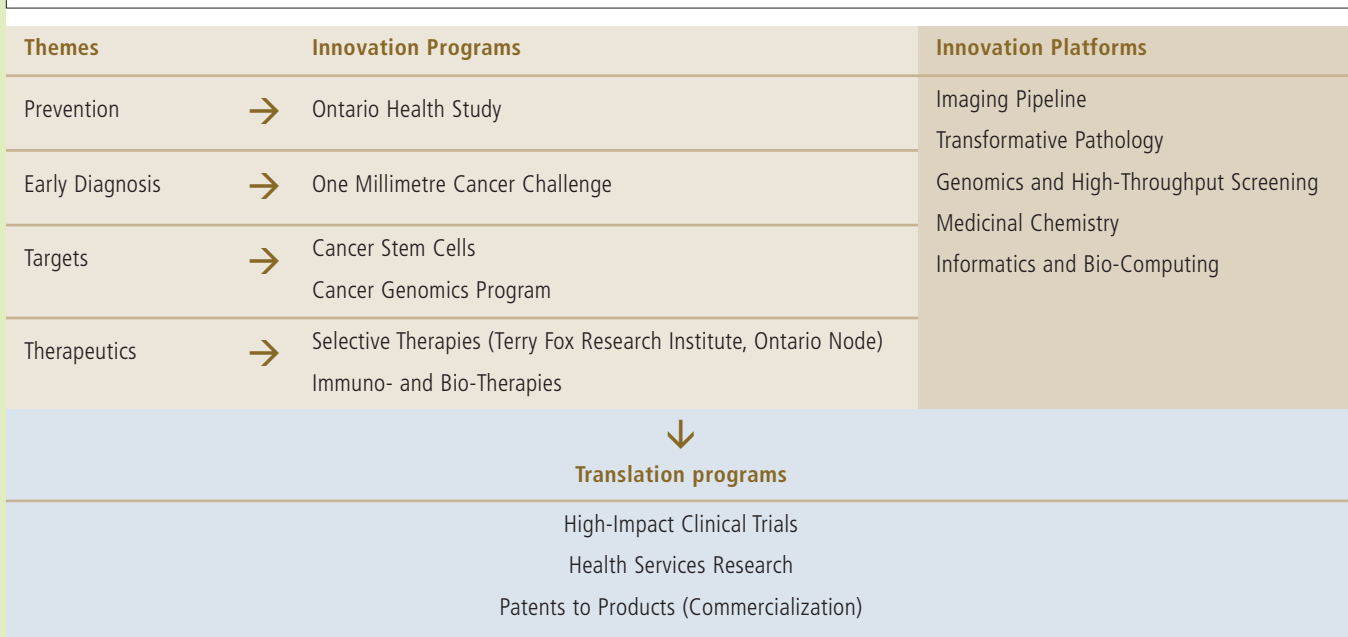 Themes
Innovation Programs
Innovation Platforms
Prevention
Ontario Health Study
Early Diagnosis
One Millimetre Cancer Challenge
Targets
Cancer Stem Cells
Cancer Genomics Program
Therapeutics
Selective Therapies (Terry Fox Research Institute, Ontario Node)
Immuno- and Bio-Therapies
Imaging Pipeline
Transformative Pathology
Genomics and High-Throughput Screening
Medicinal Chemistry
Informatics and Bio-Computing
Translation programs
High-Impact Clinical Trials
Health Services Research
Patents to Products (Commercialization)